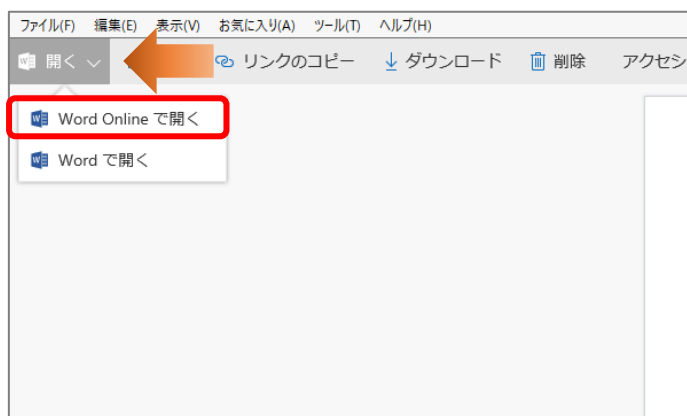 ファイル(F) 編集(E) 表示(V) お気に入り(A) ツール(T) ヘルプ(H)
開く リンクのコピー ダウンロード 削除 アクセシ
Word Online で開く
Word で開く